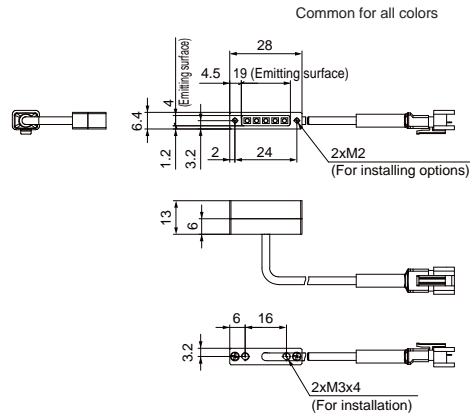 Common for all colors
28
4.5 19 (Emitting surface)
4
(Emitting surface)
6.4
1.2
3.2
2
24
2xM2
(For installing options)
13
6
6
16
3.2
2xM3x4
(For installation)